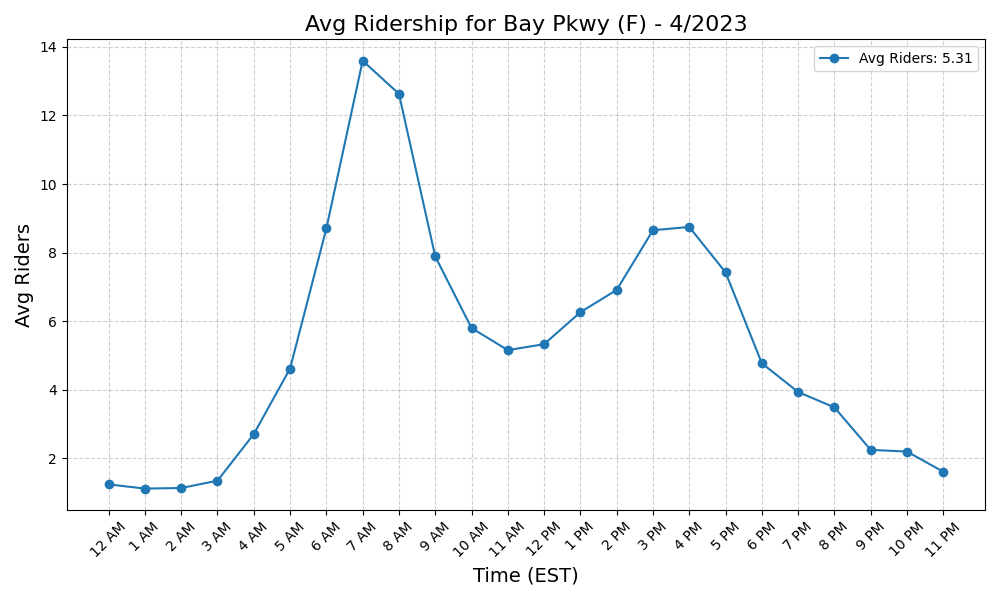 Avg Ridership for Bay Pkwy (F) - 4/2023
Avg Riders: 5.31
Avg Riders
14
12
10
8
6
4
2
12 AM
1 AM
2 AM
3 AM
4 AM
5 AM
6 AM
7 AM
8 AM
9 AM
10 AM
11 AM
12 PM
1 PM
2 PM
3 PM
4 PM
5 PM
6 PM
7 PM
8 PM
9 PM
10 PM
11 PM
Time (EST)